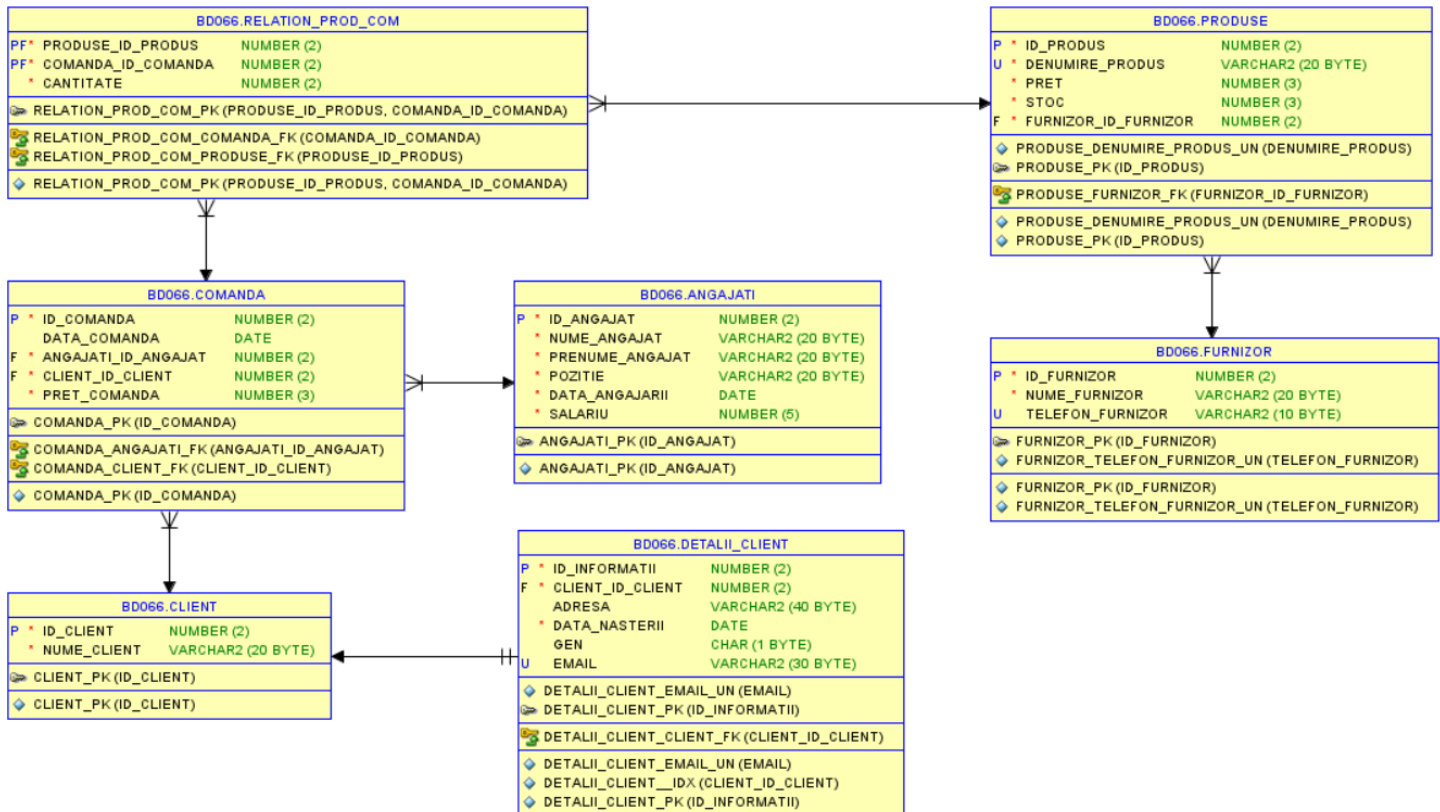 BD066.RELATION_PROD_COM
PF* PRODUSE_ID_PRODUS NUMBER (2)
PF* COMANDA_ID_COMANDA NUMBER (2)
* CANTITATE NUMBER (2)
RELATION_PROD_COM_PK (PRODUSE_ID_PRODUS, COMANDA_ID_COMANDA)
RELATION_PROD_COM_COMANDA_FK (COMANDA_ID_COMANDA)
RELATION_PROD_COM_PRODUSE_FK (PRODUSE_ID_PRODUS)
RELATION_PROD_COM_PK (PRODUSE_ID_PRODUS, COMANDA_ID_COMANDA)
BD066.PRODUSE
P * ID_PRODUS NUMBER (2)
U * DENUMIRE_PRODUS VARCHAR2 (20 BYTE)
* PRET NUMBER (3)
* STOC NUMBER (3)
F * FURNIZOR_ID_FURNIZOR NUMBER (2)
PRODUSE_DENUMIRE_PRODUS_UN (DENUMIRE_PRODUS)
PRODUSE_PK (ID_PRODUS)
PRODUSE_FURNIZOR_FK (FURNIZOR_ID_FURNIZOR)
PRODUSE_DENUMIRE_PRODUS_UN (DENUMIRE_PRODUS)
PRODUSE_PK (ID_PRODUS)
BD066.COMANDA
P * ID_COMANDA NUMBER (2)
DATA_COMANDA DATE
F * ANGAJATI_ID_ANGAJAT NUMBER (2)
F * CLIENT_ID_CLIENT NUMBER (2)
* PRET_COMANDA NUMBER (3)
COMANDA_PK (ID_COMANDA)
COMANDA_ANGAJATI_FK (ANGAJATI_ID_ANGAJAT)
COMANDA_CLIENT_FK (CLIENT_ID_CLIENT)
COMANDA_PK (ID_COMANDA)
BD066.ANGAJATI
P * ID_ANGAJAT NUMBER (2)
* NUME_ANGAJAT VARCHAR2 (20 BYTE)
* PRENUME_ANGAJAT VARCHAR2 (20 BYTE)
* POZITIE VARCHAR2 (20 BYTE)
* DATA_ANGAJARII DATE
* SALARIU NUMBER (5)
ANGAJATI_PK (ID_ANGAJAT)
ANGAJATI_PK (ID_ANGAJAT)
BD066.FURNIZOR
P * ID_FURNIZOR NUMBER (2)
* NUME_FURNIZOR VARCHAR2 (20 BYTE)
U TELEFON_FURNIZOR VARCHAR2 (10 BYTE)
FURNIZOR_PK (ID_FURNIZOR)
FURNIZOR_TELEFON_FURNIZOR_UN (TELEFON_FURNIZOR)
FURNIZOR_PK (ID_FURNIZOR)
FURNIZOR_TELEFON_FURNIZOR_UN (TELEFON_FURNIZOR)
BD066.CLIENT
P * ID_CLIENT NUMBER (2)
* NUME_CLIENT VARCHAR2 (20 BYTE)
CLIENT_PK (ID_CLIENT)
CLIENT_PK (ID_CLIENT)
BD066.DETALII_CLIENT
P * ID_INFORMATII NUMBER (2)
F * CLIENT_ID_CLIENT NUMBER (2)
ADRESA VARCHAR2 (40 BYTE)
* DATA_NASTERII DATE
GEN CHAR (1 BYTE)
U EMAIL VARCHAR2 (30 BYTE)
DETALII_CLIENT_EMAIL_UN (EMAIL)
DETALII_CLIENT_PK (ID_INFORMATII)
DETALII_CLIENT_CLIENT_FK (CLIENT_ID_CLIENT)
DETALII_CLIENT_EMAIL_UN (EMAIL)
DETALII_CLIENT__IDX (CLIENT_ID_CLIENT)
DETALII_CLIENT_PK (ID_INFORMATII)